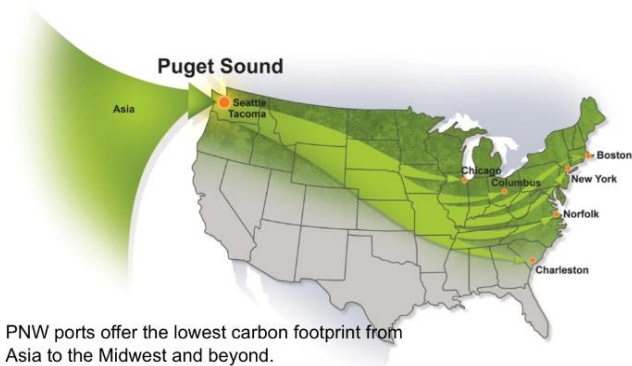 Puget Sound
Asia
Seattle
Tacoma
Chicago
Columbus
Boston
New York
Norfolk
Charleston
PNW ports offer the lowest carbon footprint from
Asia to the Midwest and beyond.